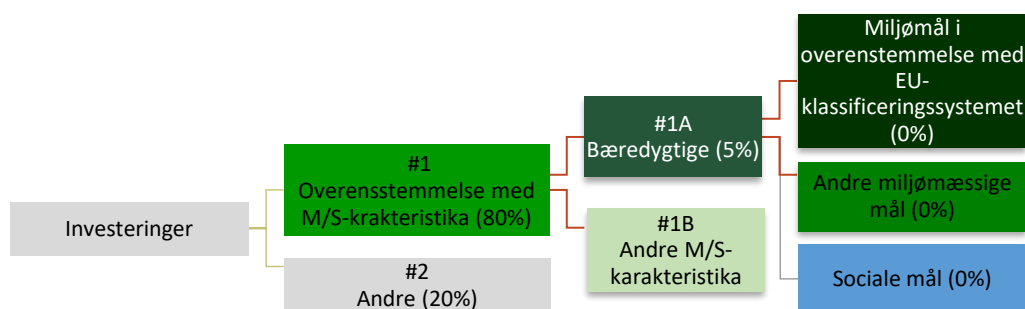 Investeringer
#1
Overensstemmelse med
M/S-krakteristika (80%)
#2
Andre (20%)
#1A
Bæredygtige (5%)
#1B
Andre M/S-
karakteristika
Miljømål i
overenstemmelse med
EU-
klassificeringssystemet
(0%)
Andre miljømæssige
mål (0%)
Sociale mål (0%)